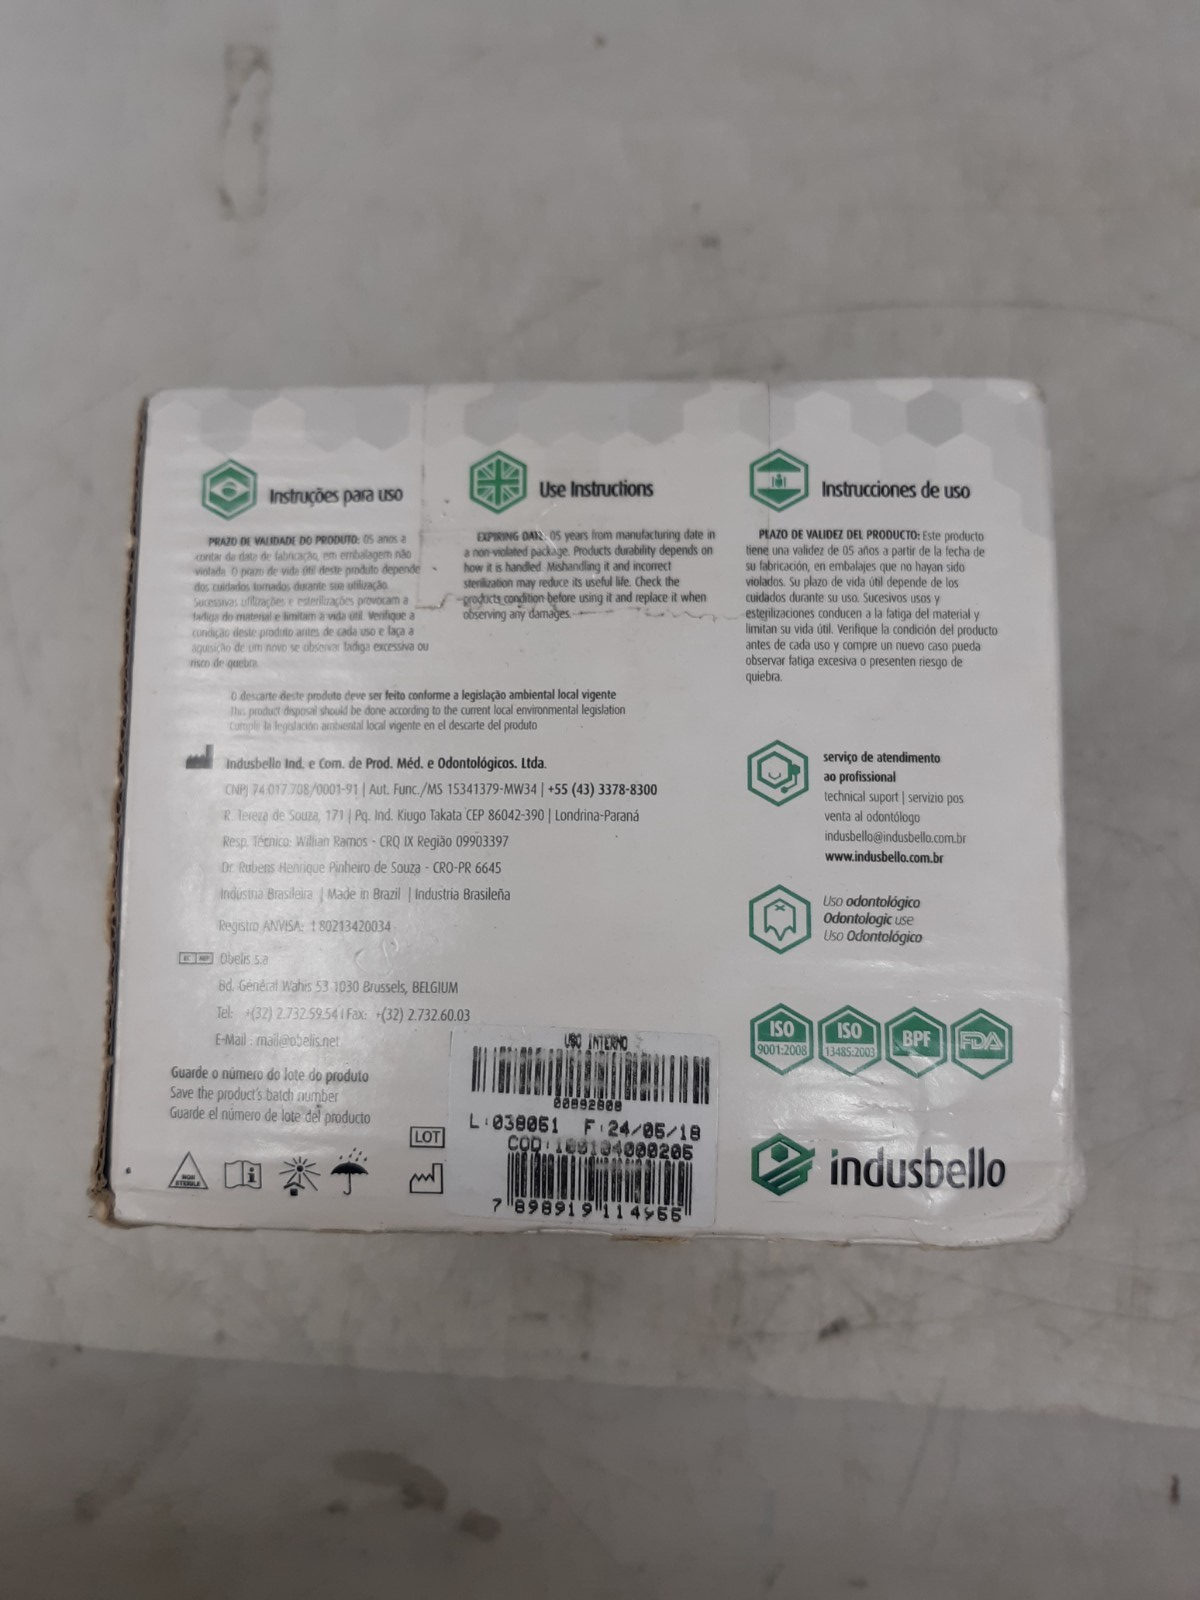 Instruções para uso
PRAZO DE VALIDADE DO PRODUTO: 05 anos a
contar da data de fabricação, em embalagem não
violada. O prazo de vida útil deste produto depende
dos cuidados tomados durante sua utilização.
Sucessivas utilizações e esterilizações provocam a
fadiga do material e limitam a vida útil. Verifique a
condição deste produto antes de cada uso e faça a
aquisição de um novo se observar fadiga excessiva ou
risco de quebra.
Use Instructions
EXPIRING DATE: 05 years from manufacturing date in
a non-violated package. Products durability depends on
how it is handled. Mishandling it and incorrect
sterilization may reduce its useful life. Check the
products condition before using it and replace it when
observing any damages.
Instrucciones de uso
PLAZO DE VALIDEZ DEL PRODUCTO: Este producto
tiene una validez de 05 años a partir de la fecha de
su fabricación, en embalajes que no hayan sido
violados. Su plazo de vida útil depende de los
cuidados durante su uso. Sucesivos usos y
esterilizaciones conducen a la fatiga del material y
limitan su vida útil. Verifique la condición del producto
antes de cada uso y compre un nuevo caso pueda
observar fatiga excesiva o presenten riesgo de
quiebra.
O descarte deste produto deve ser feito conforme a legislação ambiental local vigente
This product disposal should be done according to the current local environmental legislation
Cumplir la legislación ambiental local vigente en el descarte del produto
Indusbello Ind. e Com. de Prod. Méd. e Odontológicos. Ltda.
CNPJ 74.017.708/0001-91 | Aut. Func./MS 15341379-MW34 | +55 (43) 3378-8300
R. Tereza de Souza, 171 | Pq. Ind. Kiugo Takata CEP 86042-390 | Londrina-Paraná
Resp. Técnico: Willian Ramos - CRQ IX Região 09903397
Dr. Rubens Henrique Pinheiro de Souza - CRO-PR 6645
Indústria Brasileira | Made in Brazil | Industria Brasileña
Registro ANVISA: 180213420034
EC REP Obelis s.a
Bd. Général Wahis 53 1030 Brussels, BELGIUM
Tel: +(32) 2.732.59.54 | Fax: +(32) 2.732.60.03
E-Mail : mail@obelis.net
Guarde o número do lote do produto
Save the product's batch number
Guarde el número de lote del producto
NON
STERILE
LOT
USO INTERNO
00892808
L:038051 F:24/05/18
COD:100104000205
7 898919 114955
serviço de atendimento
ao profissional
technical suport | servizio pos
venta al odontólogo
indusbello@indusbello.com.br
www.indusbello.com.br
Uso odontológico
Odontologic use
Uso Odontológico
ISO
9001:2008
ISO
13485:2003
BPF
FDA
indusbello